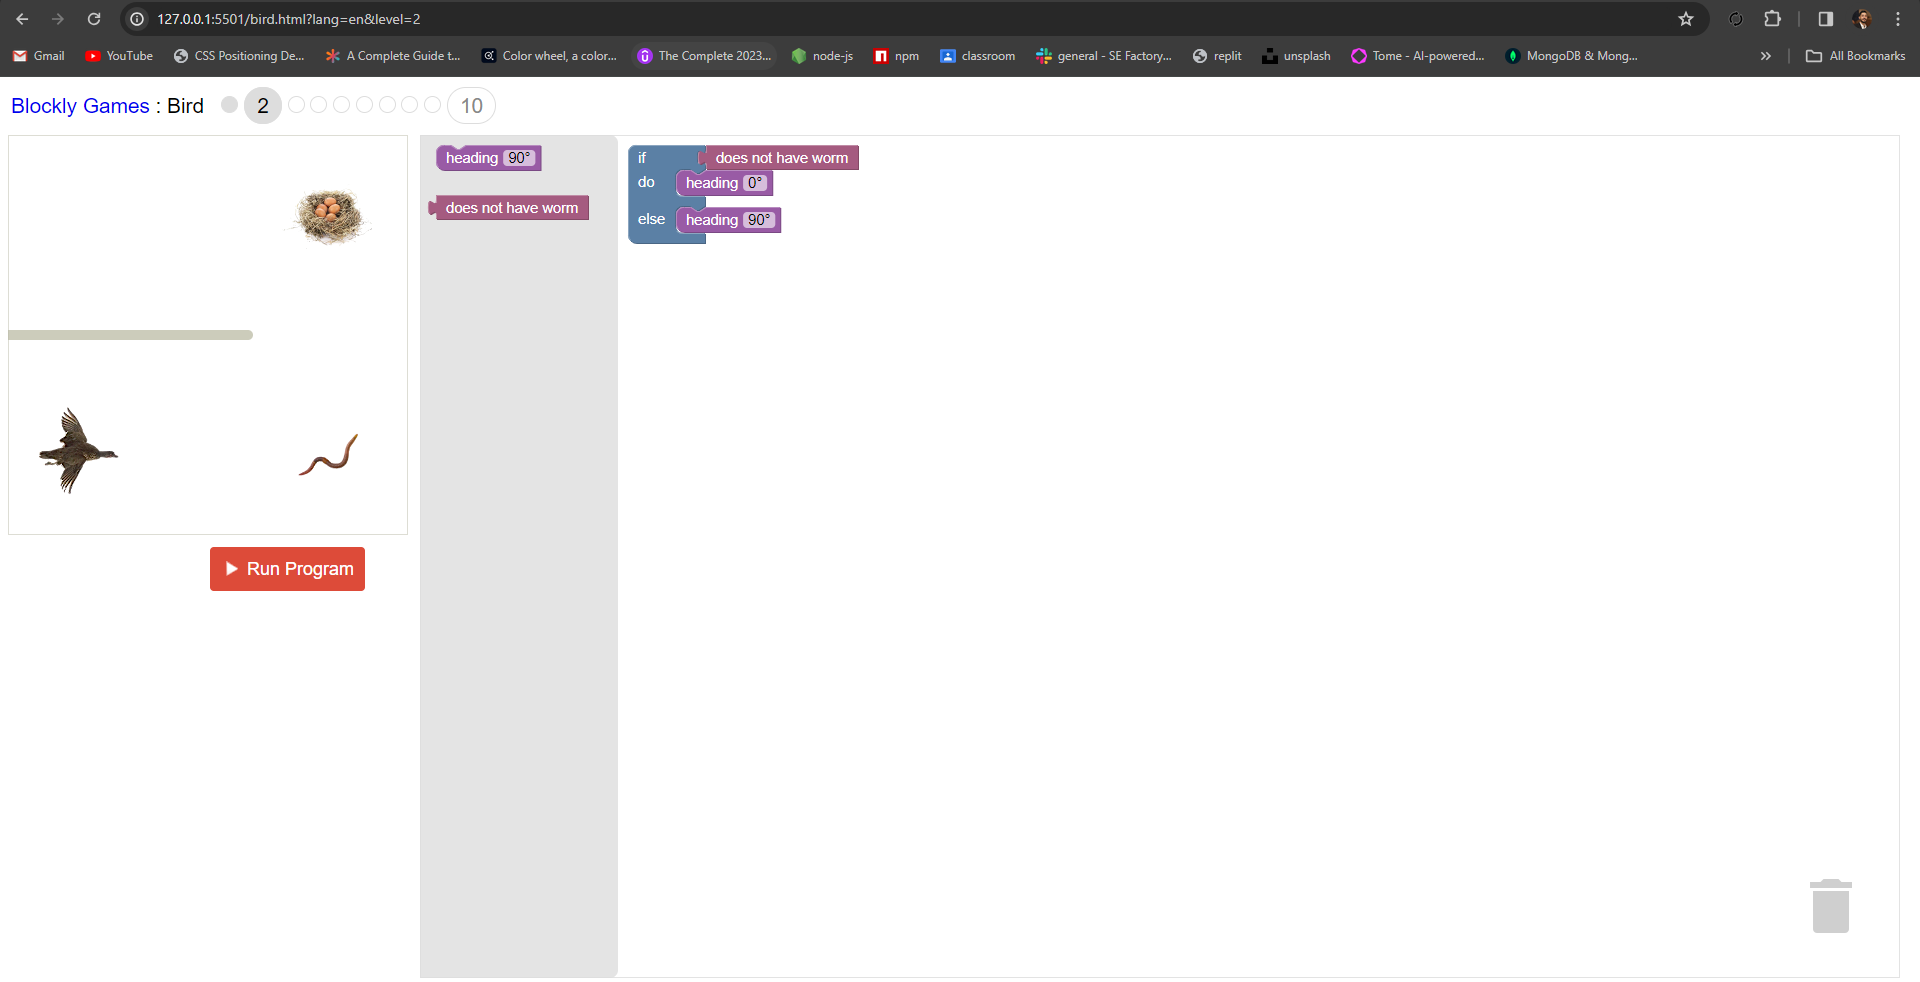 127.0.0.1:5501/bird.html?lang=en&level=2
Gmail YouTube CSS Positioning De... A Complete Guide t... Color wheel, a color... The Complete 2023... node-js npm classroom general - SE Factory... replit unsplash Tome - AI-powered... MongoDB & Mong... » All Bookmarks
Blockly Games : Bird 2 10
heading 90°
does not have worm
if does not have worm
do heading 0°
else heading 90°
Run Program